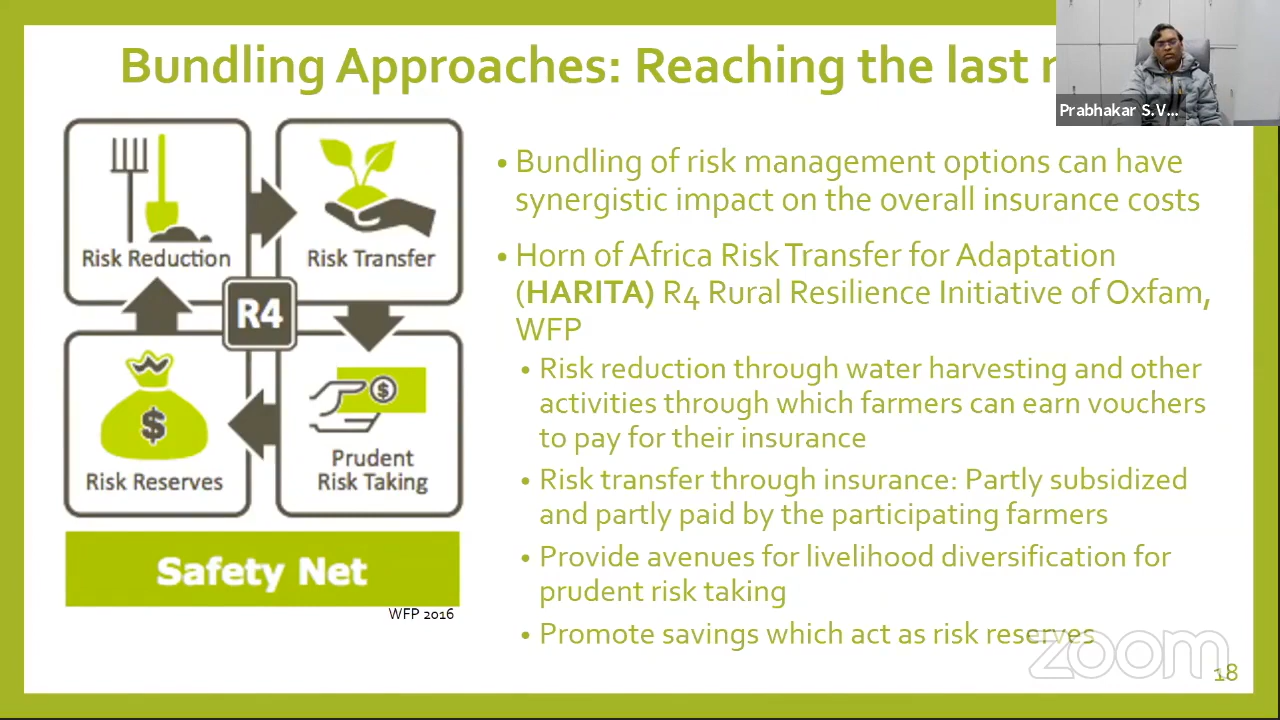 Bundling Approaches: Reaching the last
Prabhakar S.V...
Risk Reduction
Risk Transfer
R4
Risk Reserves
Prudent
Risk Taking
Safety Net
WFP 2016
• Bundling of risk management options can have
synergistic impact on the overall insurance costs
• Horn of Africa Risk Transfer for Adaptation
(HARITA) R4 Rural Resilience Initiative of Oxfam,
WFP
• Risk reduction through water harvesting and other
activities through which farmers can earn vouchers
to pay for their insurance
• Risk transfer through insurance: Partly subsidized
and partly paid by the participating farmers
• Provide avenues for livelihood diversification for
prudent risk taking
• Promote savings which act as risk reserves
zoom
18